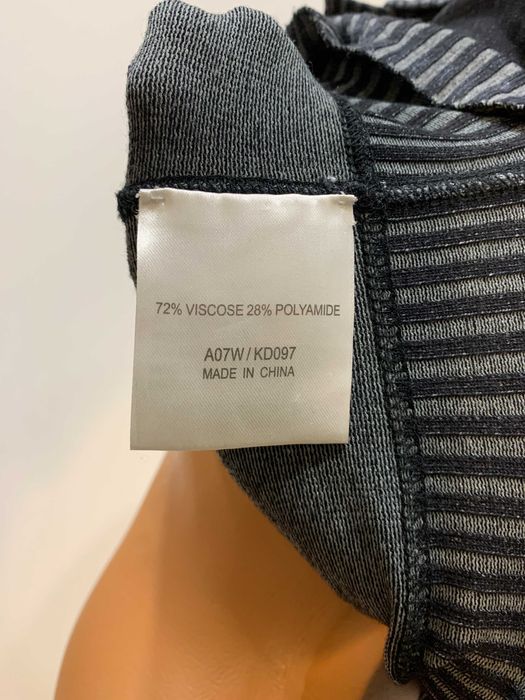 72% VISCOSE 28% POLYAMIDE
A07W/KD097
MADE IN CHINA